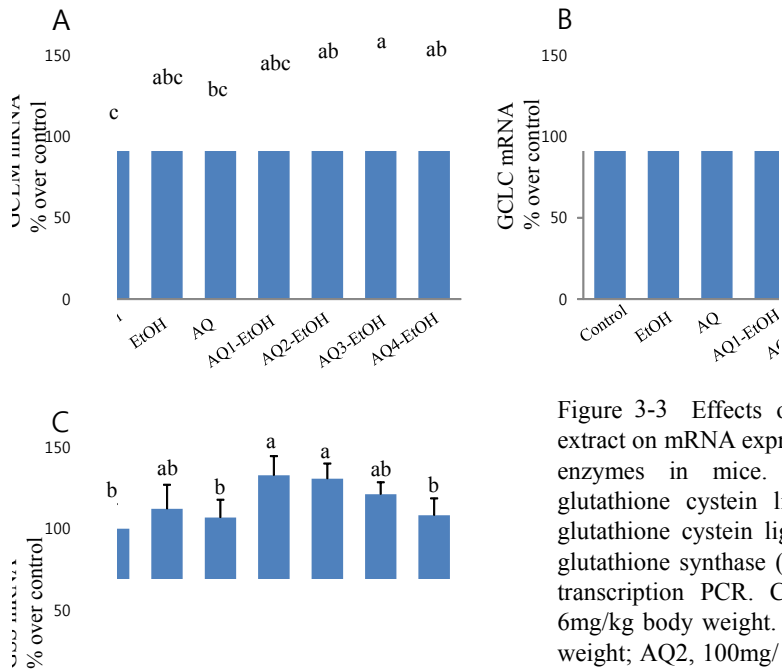 A
150
100
50
0
GCLM mRNA
% over control
c
abc
bc
abc
ab
a
ab
EtOH
AQ
AQ1-EtOH
AQ2-EtOH
AQ3-EtOH
AQ4-EtOH
B
150
100
50
0
GCLC mRNA
% over control
Control
EtOH
AQ
AQ1-EtOH
C
150
100
50
% over control
b
ab
b
a
a
ab
b
Figure 3-3 Effects
extract on mRNA
enzymes in mice.
glutathione cystein
glutathione cystein
glutathione synthase (
transcription PCR.
6mg/kg body weight.
weight; AQ2, 100mg/